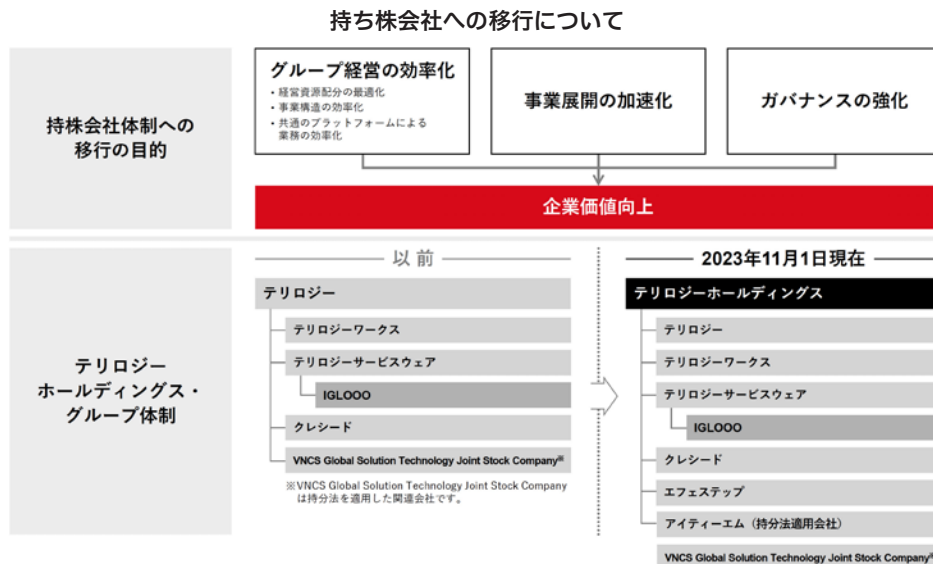 持ち株会社への移行について
持株会社体制への
移行の目的
グループ経営の効率化
・経営資源配分の最適化
・事業構造の効率化
・共通のプラットフォームによる
業務の効率化
事業展開の加速化
ガバナンスの強化
企業価値向上
テリロジー
ホールディングス・
グループ体制
以前
テリロジー
テリロジーワークス
テリロジーサービスウェア
IGLOOO
クレシード
VNCS Global Solution Technology Joint Stock Company※
※VNCS Global Solution Technology Joint Stock Company
は持分法を適用した関連会社です。
2023年11月1日現在
テリロジーホールディングス
テリロジー
テリロジーワークス
テリロジーサービスウェア
IGLOOO
クレシード
エフェステップ
アイティーエム（持分法適用会社）
VNCS Global Solution Technology Joint Stock Company※